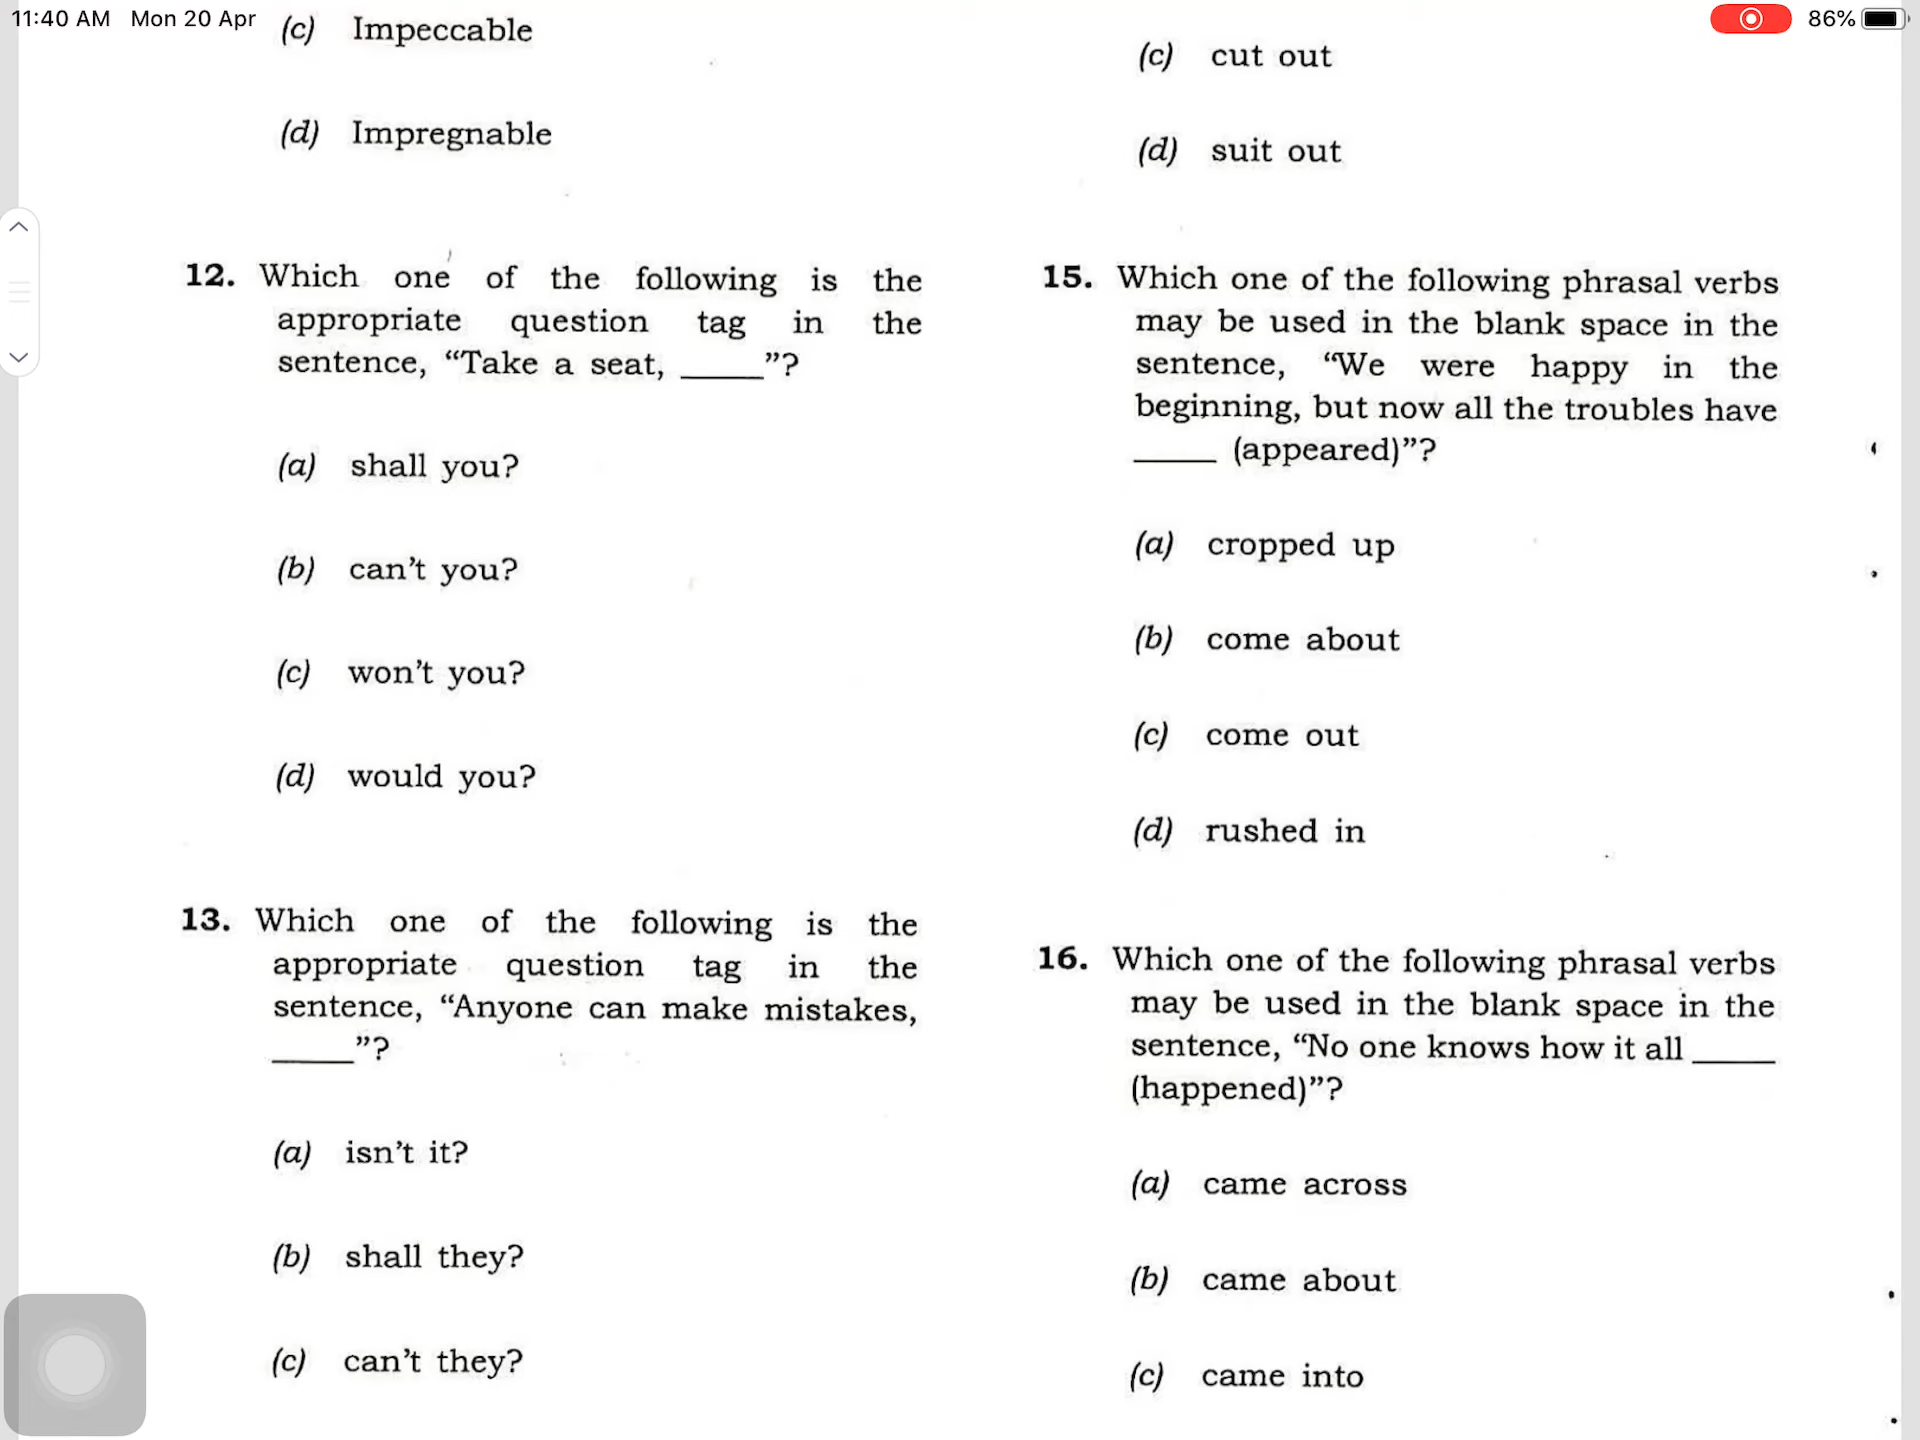 11:40 AM Mon 20 Apr
86%
(c) Impeccable
(d) Impregnable
12. Which one of the following is the
appropriate question tag in the
sentence, “Take a seat, _____”?
(a) shall you?
(b) can’t you?
(c) won’t you?
(d) would you?
13. Which one of the following is the
appropriate question tag in the
sentence, “Anyone can make mistakes,
_____”?
(a) isn’t it?
(b) shall they?
(c) can’t they?
(c) cut out
(d) suit out
15. Which one of the following phrasal verbs
may be used in the blank space in the
sentence, “We were happy in the
beginning, but now all the troubles have
_____ (appeared)”?
(a) cropped up
(b) come about
(c) come out
(d) rushed in
16. Which one of the following phrasal verbs
may be used in the blank space in the
sentence, “No one knows how it all _____
(happened)”?
(a) came across
(b) came about
(c) came into